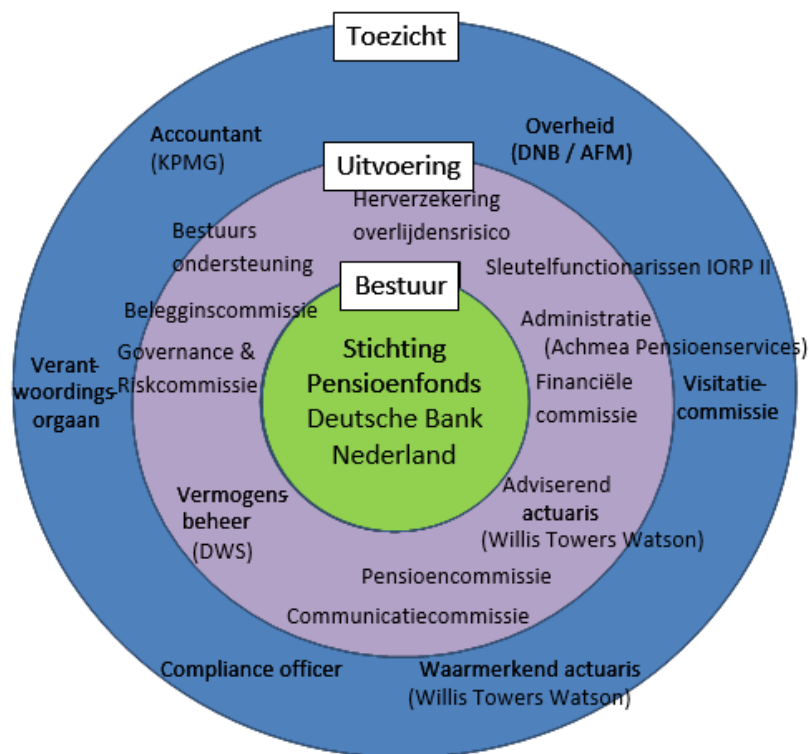 Toezicht
Accountant
(KPMG)
Overheid
(DNB / AFM)
Uitvoering
Herverzekering
overlijdensrisico
Bestuurs
ondersteuning
Sleutelfunctionarissen IORP II
Bestuur
Belegginscommissie
Administratie
(Achmea Pensioenservices)
Governance &
Riskcommissie
Stichting
Pensioenfonds
Deutsche Bank
Nederland
Financiële
commissie
Verant-
woordings-
orgaan
Visitatie-
commissie
Vermogens-
beheer
(DWS)
Adviserend
actuaris
(Willis Towers Watson)
Pensioencommissie
Communicatiecommissie
Compliance officer
Waarmerkend actuaris
(Willis Towers Watson)